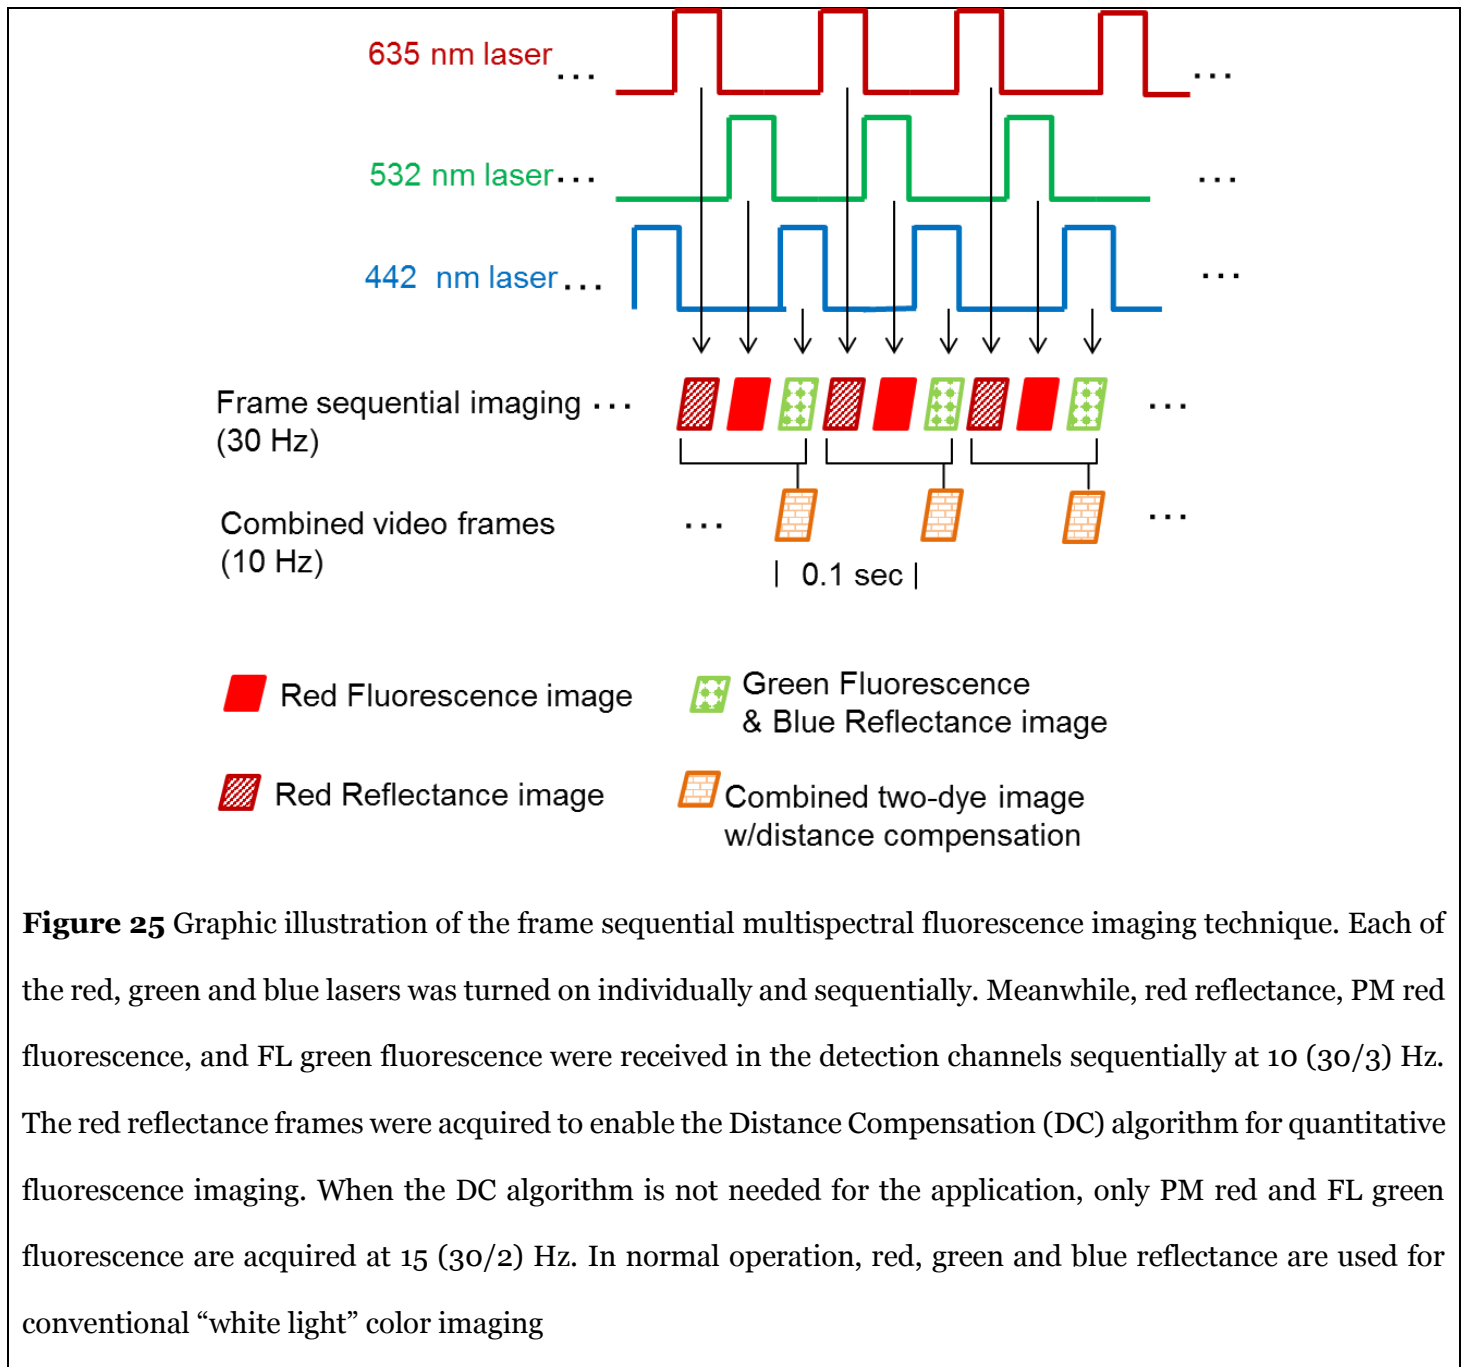 635 nm laser ... ...
532 nm laser ... ...
442 nm laser ... ...
Frame sequential imaging ... ...
(30 Hz)
Combined video frames ... ...
(10 Hz)
| 0.1 sec |
Red Fluorescence image
Green Fluorescence
& Blue Reflectance image
Red Reflectance image
Combined two-dye image
w/distance compensation
Figure 25 Graphic illustration of the frame sequential multispectral fluorescence imaging technique. Each of
the red, green and blue lasers was turned on individually and sequentially. Meanwhile, red reflectance, PM red
fluorescence, and FL green fluorescence were received in the detection channels sequentially at 10 (30/3) Hz.
The red reflectance frames were acquired to enable the Distance Compensation (DC) algorithm for quantitative
fluorescence imaging. When the DC algorithm is not needed for the application, only PM red and FL green
fluorescence are acquired at 15 (30/2) Hz. In normal operation, red, green and blue reflectance are used for
conventional “white light” color imaging